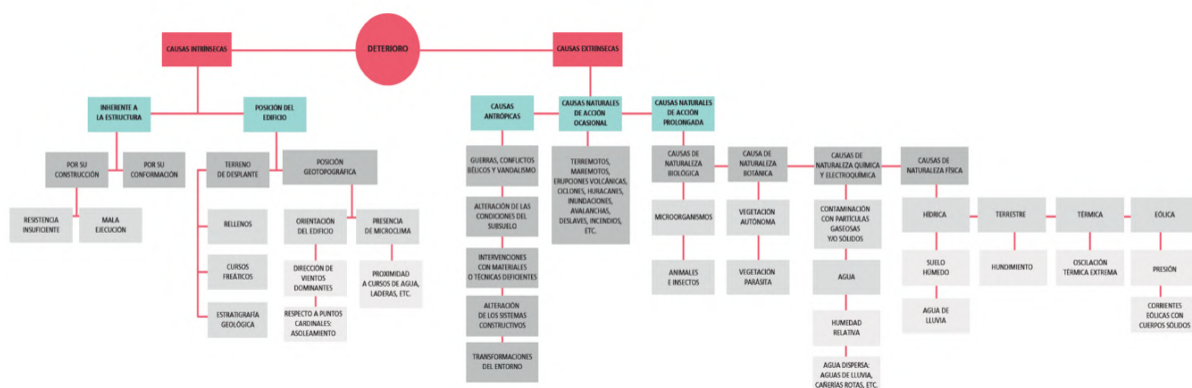 DETERIORO
CAUSAS INTRÍNSECAS
CAUSAS EXTRÍNSECAS
INHERENTE A
LA ESTRUCTURA
POSICIÓN DEL
EDIFICIO
POR SU
CONSTRUCCIÓN
POR SU
CONFORMACIÓN
RESISTENCIA
INSUFICIENTE
MALA
EJECUCIÓN
TERRENO
DE DESPLANTE
POSICIÓN
GEOTOPOGRAFICA
RELLENOS
CURSOS
FREÁTICOS
ESTRATIGRAFÍA
GEOLÓGICA
ORIENTACIÓN
DEL EDIFICIO
DIRECCIÓN DE
VIENTOS
DOMINANTES
RESPECTO A PUNTOS
CARDINALES:
ASOLEAMIENTO
PRESENCIA
DE MICROCLIMA
PROXIMIDAD
A CURSOS DE AGUA,
LADERAS, ETC.
CAUSAS
ANTRÓPICAS
GUERRAS, CONFLICTOS
BÉLICOS Y VANDALISMO
ALTERACIÓN DE LAS
CONDICIONES DEL
SUBSUELO
INTERVENCIONES
CON MATERIALES
O TÉCNICAS DEFICIENTES
ALTERACIÓN
DE LOS SISTEMAS
CONSTRUCTIVOS
TRANSFORMACIONES
DEL ENTORNO
CAUSAS NATURALES
DE ACCIÓN
OCASIONAL
TERREMOTOS,
MAREMOTOS,
ERUPCIONES VOLCÁNICAS,
CICLONES, HURACANES,
INUNDACIONES,
AVALANCHAS,
DESLAVES, INCENDIOS,
ETC.
CAUSAS NATURALES
DE ACCIÓN
PROLONGADA
CAUSAS DE
NATURALEZA
BIOLÓGICA
MICROORGANISMOS
ANIMALES
E INSECTOS
CAUSA DE
NATURALEZA
BOTÁNICA
VEGETACIÓN
AUTÓNOMA
VEGETACIÓN
PARÁSITA
CAUSAS DE
NATURALEZA QUÍMICA
Y ELECTROQUÍMICA
CONTAMINACIÓN
CON PARTÍCULAS
GASEOSAS
Y/O SÓLIDOS
AGUA
HUMEDAD
RELATIVA
AGUA DISPERSA:
AGUAS DE LLUVIA,
CAÑERÍAS ROTAS, ETC.
CAUSAS DE
NATURALEZA FÍSICA
HÍDRICA
SUELO
HÚMEDO
AGUA DE
LLUVIA
TERRESTRE
HUNDIMIENTO
TÉRMICA
OSCILACIÓN
TÉRMICA EXTREMA
EÓLICA
PRESIÓN
CORRIENTES
EÓLICAS CON
CUERPOS SÓLIDOS